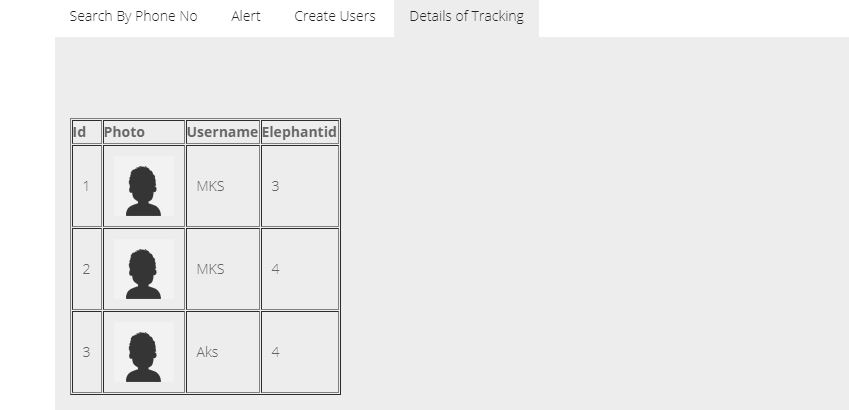 Search By Phone No Alert Create Users Details of Tracking
Id Photo Username Elephantid
1 MKS 3
2 MKS 4
3 Aks 4